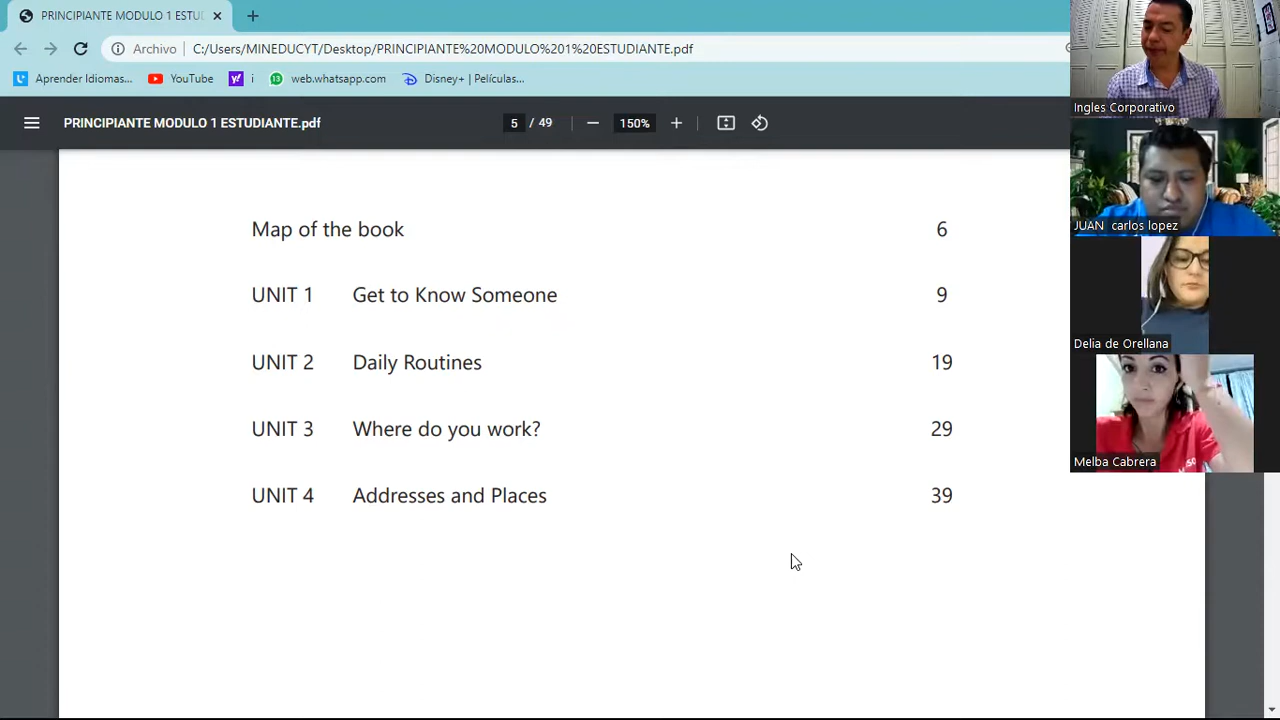 PRINCIPIANTE MODULO 1 ESTUD
Archivo C:/Users/MINEDUCYT/Desktop/PRINCIPIANTE%20MODULO%201%20ESTUDIANTE.pdf
Aprender Idiomas... YouTube i web.whatsapp.com Disney+ | Películas...
PRINCIPIANTE MODULO 1 ESTUDIANTE.pdf 5 / 49 150%
Map of the book 6
UNIT 1 Get to Know Someone 9
UNIT 2 Daily Routines 19
UNIT 3 Where do you work? 29
UNIT 4 Addresses and Places 39
Ingles Corporativo
JUAN carlos lopez
Delia de Orellana
Melba Cabrera